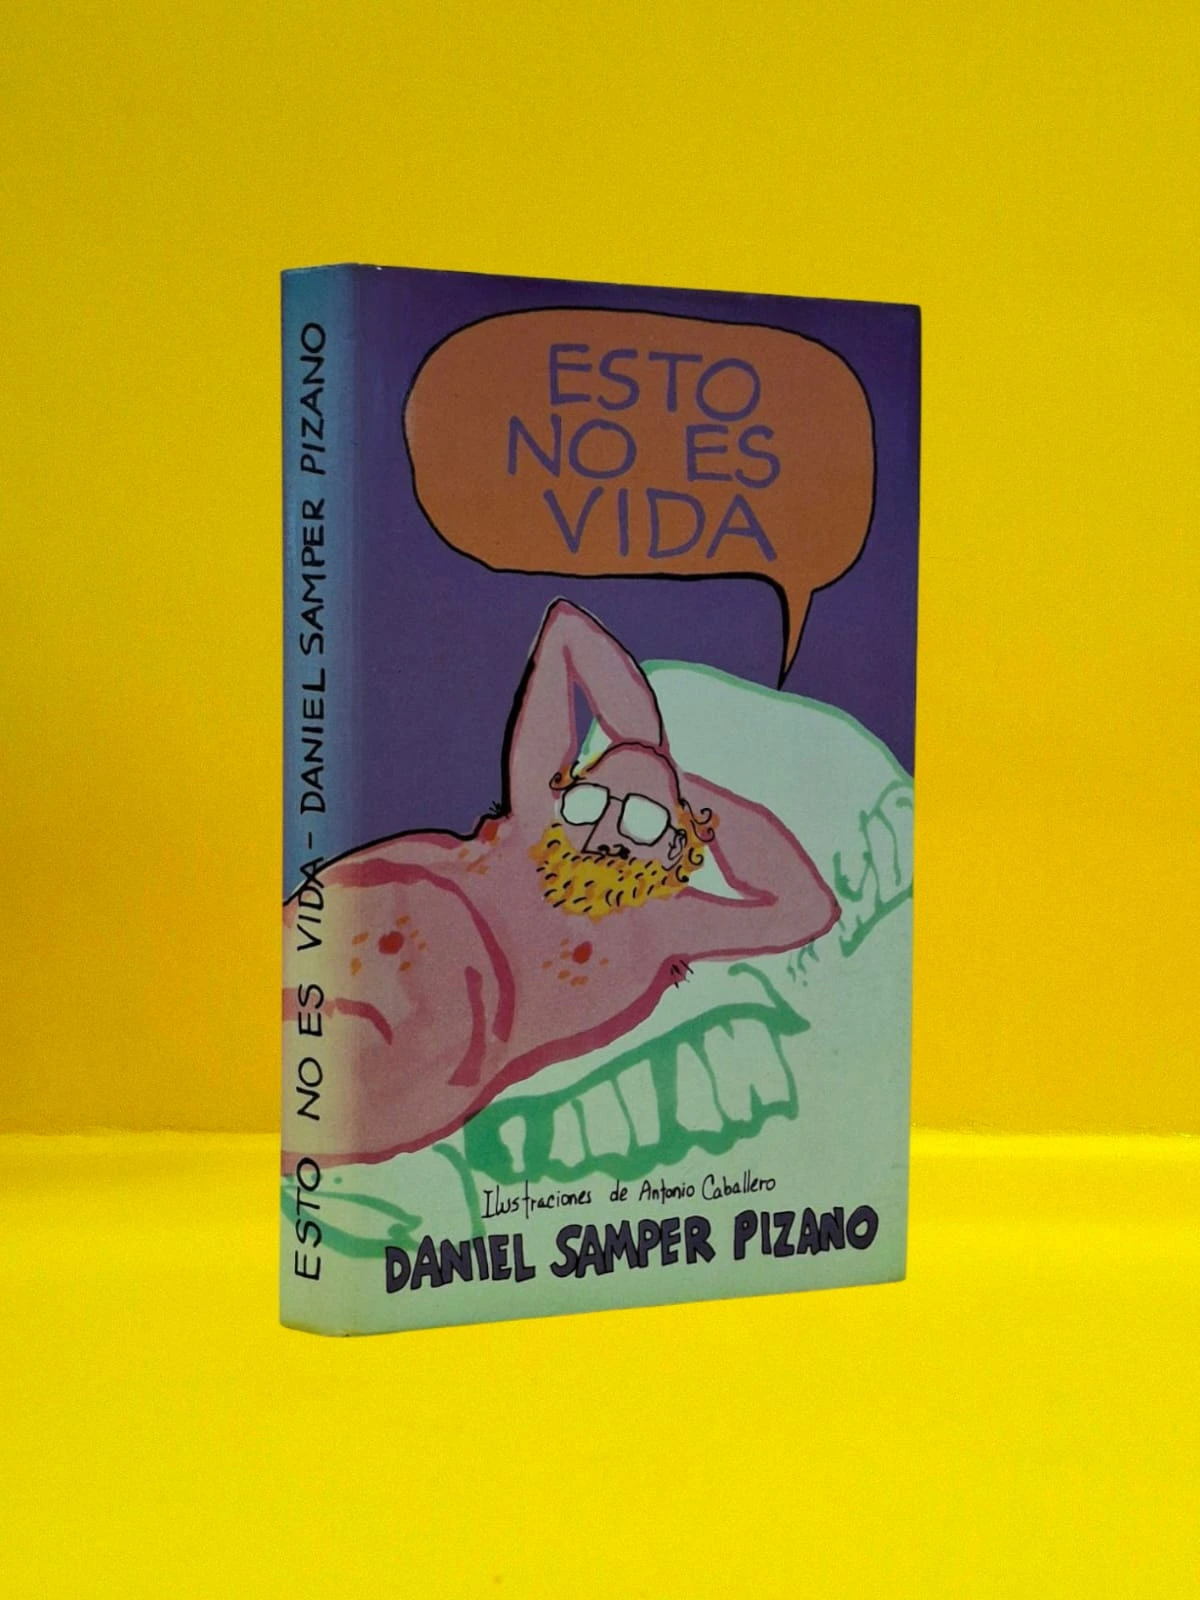 ESTO NO ES VIDA - DANIEL SAMPER PIZANO
ESTO
NO ES
VIDA
Ilustraciones de Antonio Caballero
DANIEL SAMPER PIZANO